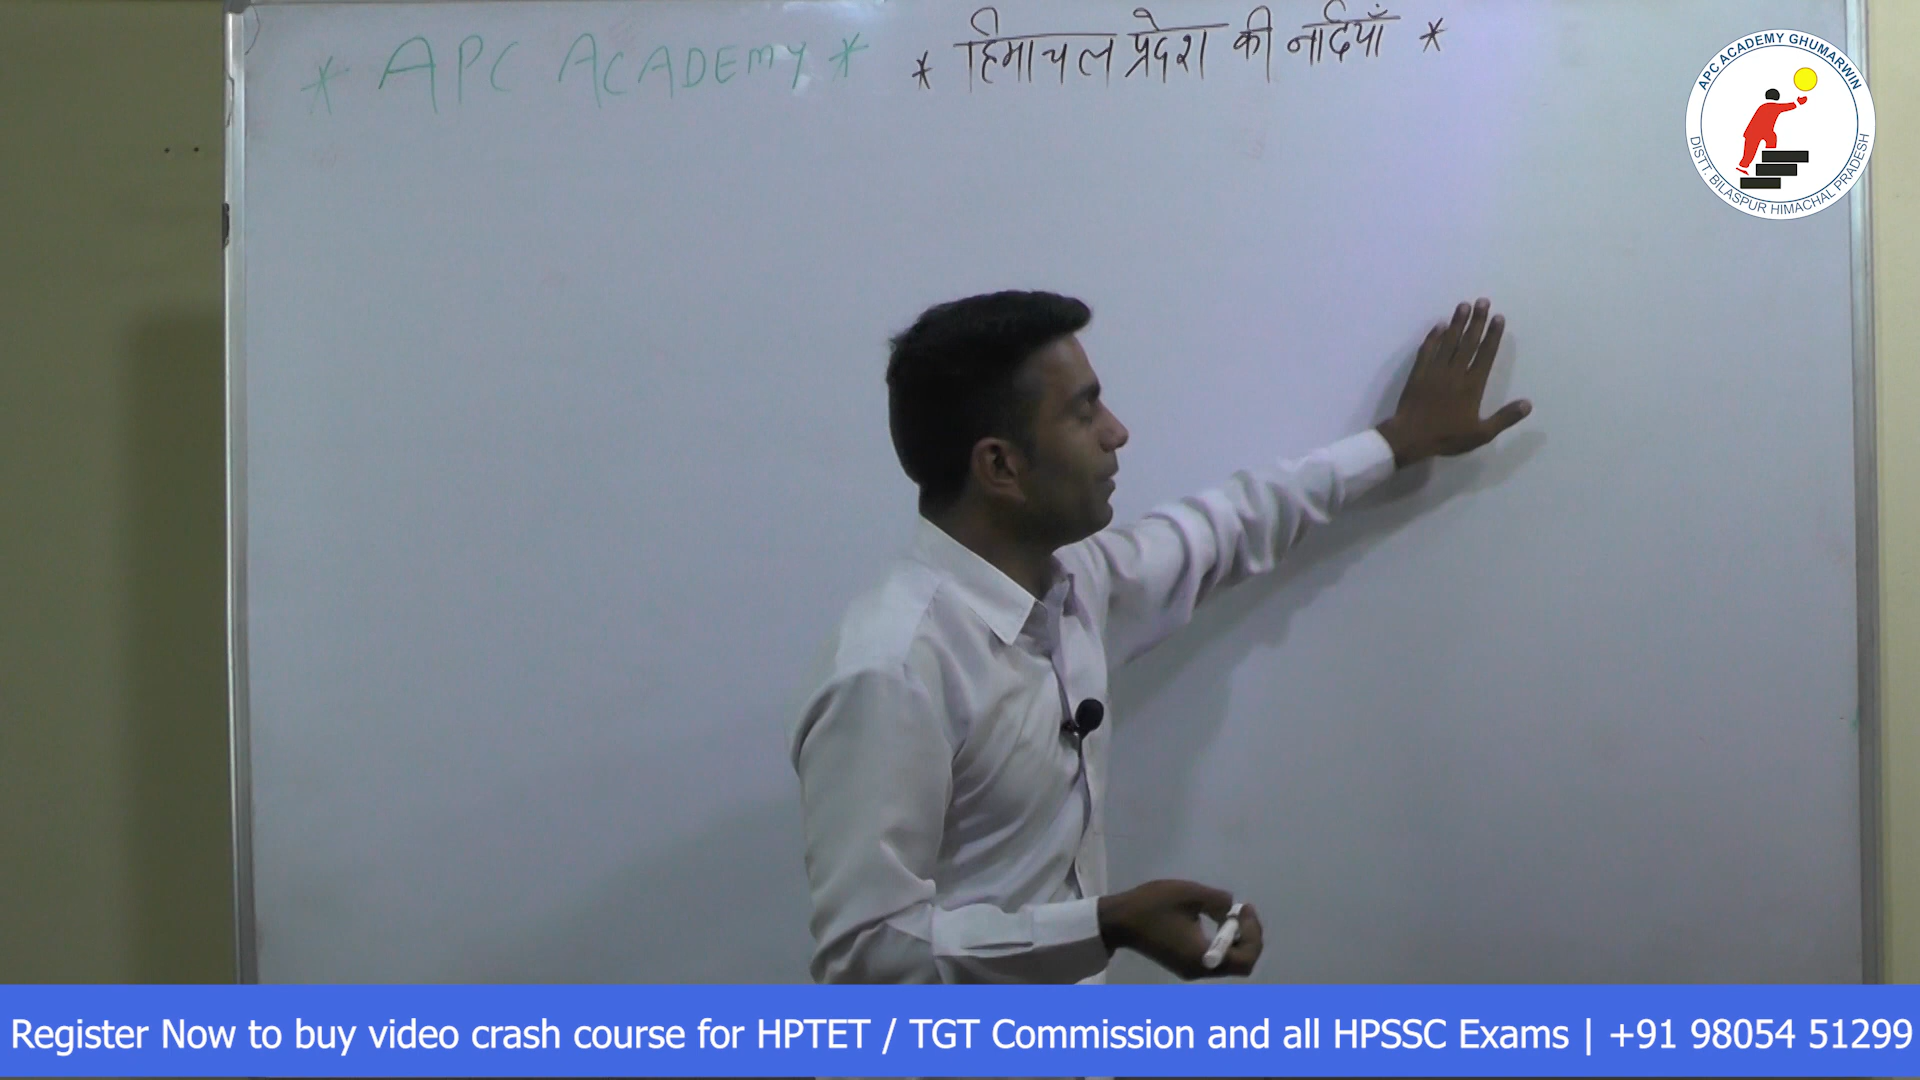 * APC ACADEMY *
* हिमाचल प्रदेश की नदियाँ *
APC ACADEMY GHUMARWIN
DISTT. BILASPUR HIMACHAL PRADESH
Register Now to buy video crash course for HPTET / TGT Commission and all HPSSC Exams | +91 98054 51299